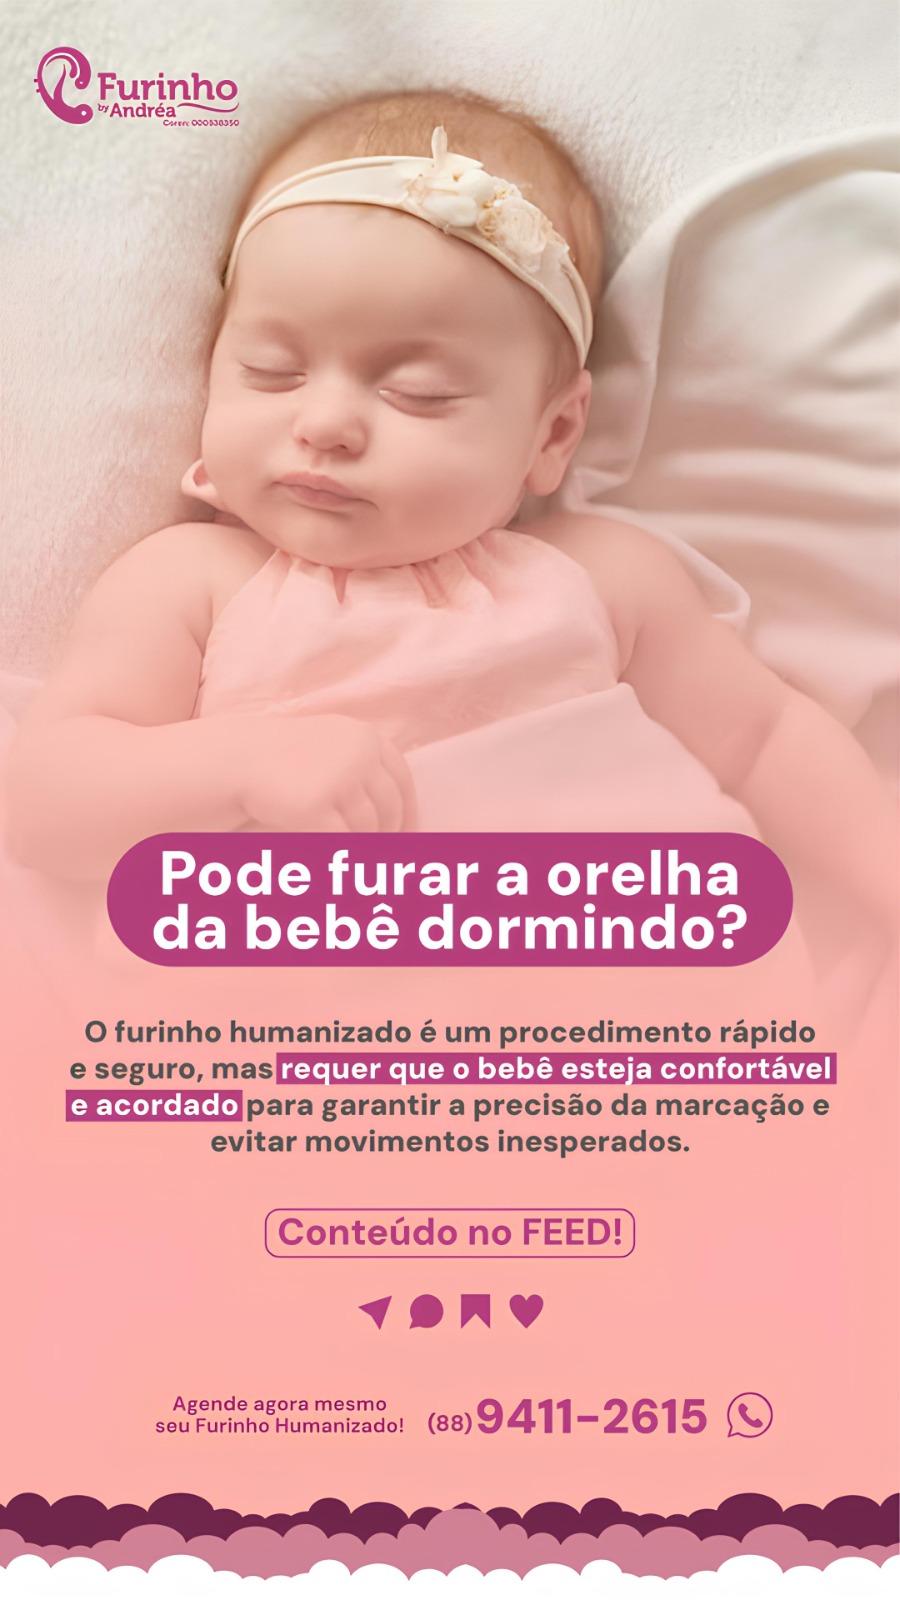 Furinho
by Andréa
Coren: 000538350
Pode furar a orelha
da bebê dormindo?
O furinho humanizado é um procedimento rápido
e seguro, mas requer que o bebê esteja confortável
e acordado para garantir a precisão da marcação e
evitar movimentos inesperados.
Conteúdo no FEED!
Agende agora mesmo
seu Furinho Humanizado!
(88) 9411-2615